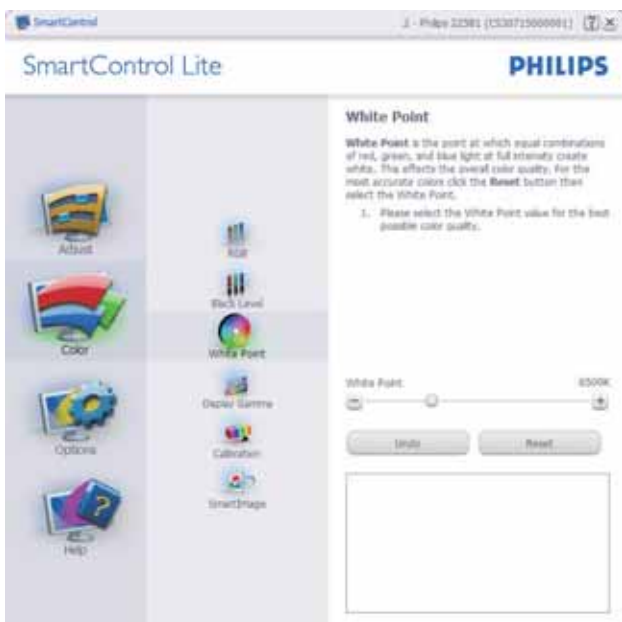 SmartControl
SmartControl Lite
PHILIPS
Adjust
Color
Options
Help
RGB
Black Level
White Point
Display Gamma
Calibration
SmartImage
White Point
White Point is the point at which equal combinations
of red, green, and blue light at full intensity create
white. The effects the overall color quality. For the
most accurate colors click the Reset button then
select the White Point.
1. Please select the White Point value for the best
possible color quality.
White Point 6500K
Undo Reset